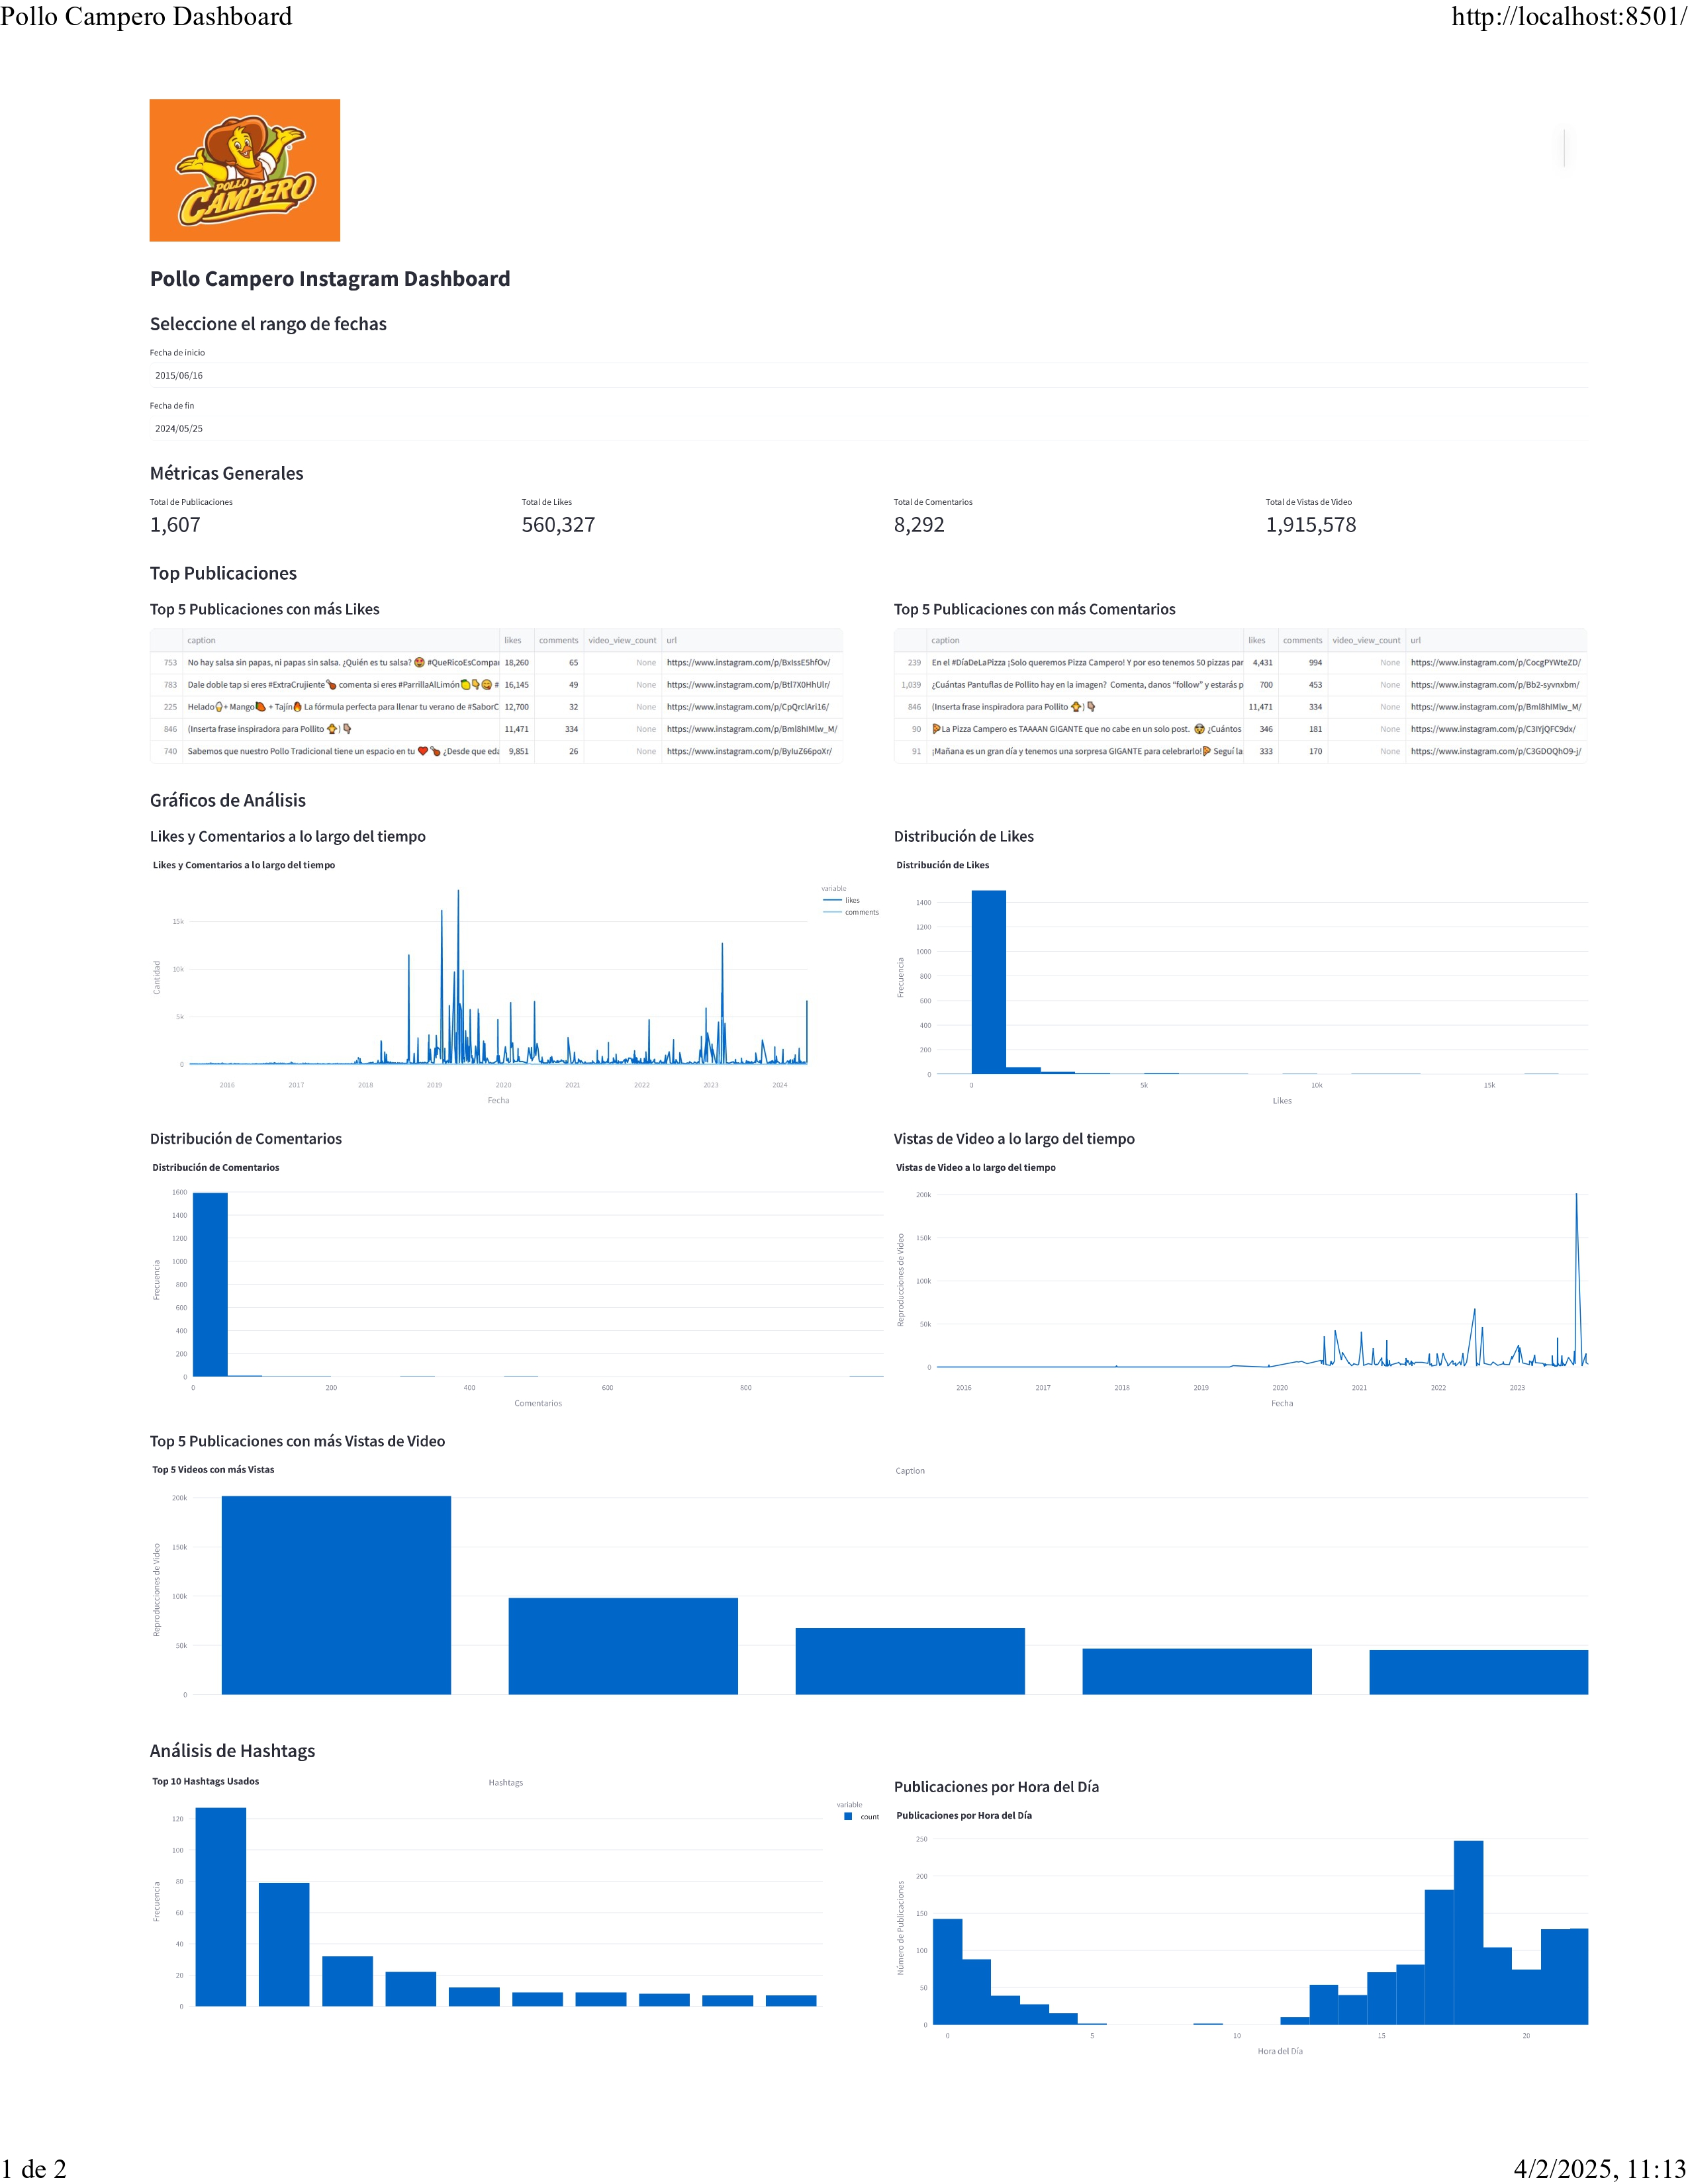 Pollo Campero Dashboard
http://localhost:8501/
POLLO
CAMPERO
Pollo Campero Instagram Dashboard
Seleccione el rango de fechas
Fecha de inicio
2015/06/16
Fecha de fin
2024/05/25
Métricas Generales
Total de Publicaciones
1,607
Total de Likes
560,327
Total de Comentarios
8,292
Total de Vistas de Video
1,915,578
Top Publicaciones
Top 5 Publicaciones con más Likes
caption likes comments video_view_count url
753 No hay salsa sin papas, ni papas sin salsa. ¿Quién es tu salsa? 🥰 #QueRicoEsCompar 18,260 65 None https://www.instagram.com/p/BxIssE5hfOv/
783 Dale doble tap si eres #ExtraCrujiente 🍗 comenta si eres #ParrillaAlLimón🍋👇😋 # 16,145 49 None https://www.instagram.com/p/Btl7X0HhUlr/
225 Helado🍦+ Mango🥭 + Tajín🔥 La fórmula perfecta para llenar tu verano de #SaborC 12,700 32 None https://www.instagram.com/p/CpQrclAri16/
846 (Inserta frase inspiradora para Pollito 🐥) 👇 11,471 334 None https://www.instagram.com/p/Bml8hIMlw_M/
740 Sabemos que nuestro Pollo Tradicional tiene un espacio en tu ❤️ 🍗 ¿Desde que eda 9,851 26 None https://www.instagram.com/p/ByIuZ66poXr/
Top 5 Publicaciones con más Comentarios
caption likes comments video_view_count url
239 En el #DíaDeLaPizza ¡Solo queremos Pizza Campero! Y por eso tenemos 50 pizzas par 4,431 994 None https://www.instagram.com/p/CocgPYWteZD/
1,039 ¿Cuántas Pantuflas de Pollito hay en la imagen? Comenta, danos "follow" y estarás p 700 453 None https://www.instagram.com/p/Bb2-syvnxbm/
846 (Inserta frase inspiradora para Pollito 🐥) 👇 11,471 334 None https://www.instagram.com/p/Bml8hIMlw_M/
90 🍕La Pizza Campero es TAAAAN GIGANTE que no cabe en un solo post. 🤯 ¿Cuántos 346 181 None https://www.instagram.com/p/C3IYjQFC9dx/
91 ¡Mañana es un gran día y tenemos una sorpresa GIGANTE para celebrarlo!🍕 Seguí la 333 170 None https://www.instagram.com/p/C3GDOQhO9-j/
Gráficos de Análisis
Likes y Comentarios a lo largo del tiempo
Likes y Comentarios a lo largo del tiempo
variable
likes
comments
Cantidad
15k
10k
5k
0
2016 2017 2018 2019 2020 2021 2022 2023 2024
Fecha
Distribución de Likes
Distribución de Likes
Frecuencia
1400
1200
1000
800
600
400
200
0
0 5k 10k 15k
Likes
Distribución de Comentarios
Distribución de Comentarios
Frecuencia
1600
1400
1200
1000
800
600
400
200
0
0 200 400 600 800
Comentarios
Vistas de Video a lo largo del tiempo
Vistas de Video a lo largo del tiempo
Reproducciones de Video
200k
150k
100k
50k
0
2016 2017 2018 2019 2020 2021 2022 2023
Fecha
Top 5 Publicaciones con más Vistas de Video
Top 5 Videos con más Vistas
Caption
Reproducciones de Video
200k
150k
100k
50k
0
Análisis de Hashtags
Top 10 Hashtags Usados
Hashtags
variable
count
Frecuencia
120
100
80
60
40
20
0
Publicaciones por Hora del Día
Publicaciones por Hora del Día
Número de Publicaciones
250
200
150
100
50
0
0 5 10 15 20
Hora del Día
1 de 2
4/2/2025, 11:13